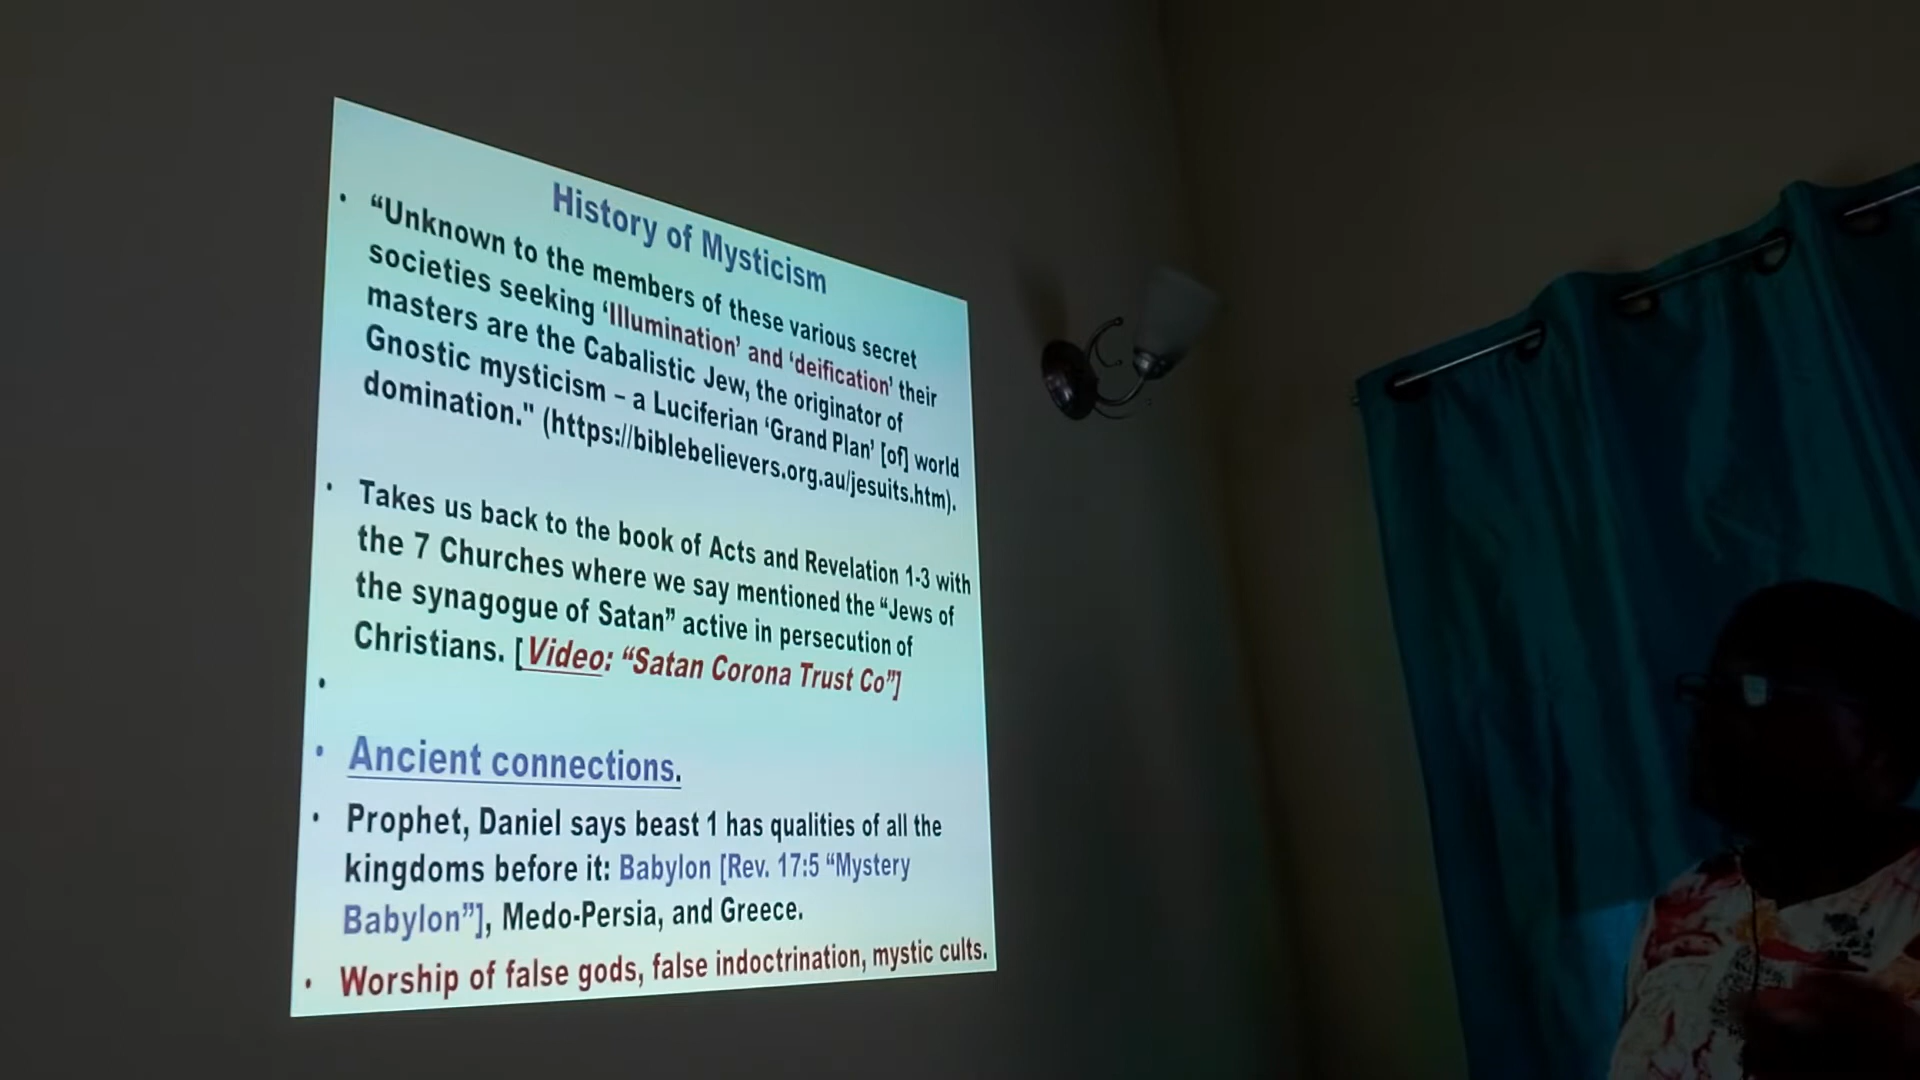 History of Mysticism
• “Unknown to the members of these various secret
societies seeking ‘Illumination’ and ‘deification’ their
masters are the Cabalistic Jew, the originator of
Gnostic mysticism – a Luciferian ‘Grand Plan’ [of] world
domination." (https://biblebelievers.org.au/jesuits.htm).
• Takes us back to the book of Acts and Revelation 1-3 with
the 7 Churches where we say mentioned the “Jews of
the synagogue of Satan” active in persecution of
Christians. [Video: “Satan Corona Trust Co”]
•
• Ancient connections.
• Prophet, Daniel says beast 1 has qualities of all the
kingdoms before it: Babylon [Rev. 17:5 “Mystery
Babylon”], Medo-Persia, and Greece.
• Worship of false gods, false indoctrination, mystic cults.